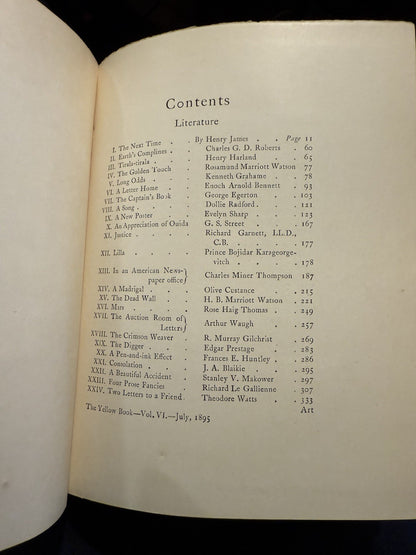 Contents
Literature
I. The Next Time . . By Henry James . . Page 11
II. Earth's Complines . . Charles G. D. Roberts . 60
III. Tirala-tirala . . Henry Harland . . 65
IV. The Golden Touch . Rosamund Marriott Watson 77
V. Long Odds . . Kenneth Grahame . . 78
VI. A Letter Home . . Enoch Arnold Bennett . 93
VII. The Captain's Book . George Egerton . . 103
VIII. A Song . . Dollie Radford . . 121
IX. A New Poster . . Evelyn Sharp . . 123
X. An Appreciation of Ouida G. S. Street . . 167
XI. Justice . . Richard Garnett, LL.D.,
C.B. . . 177
XII. Lilla . . Prince Bojidar Karageorge-
vitch . . 178
XIII. In an American News-
paper office} Charles Miner Thompson 187
XIV. A Madrigal . . Olive Custance . . 215
XV. The Dead Wall . . H. B. Marriott Watson . 221
XVI. Mars . . Rose Haig Thomas . 249
XVII. The Auction Room of
Letters} Arthur Waugh . . 257
XVIII. The Crimson Weaver . R. Murray Gilchrist . 269
XIX. The Digger . . Edgar Prestage . . 283
XX. A Pen-and-ink Effect . Frances E. Huntley . 286
XXI. Consolation . . J. A. Blaikie . . 295
XXII. A Beautiful Accident . Stanley V. Makower . 297
XXIII. Four Prose Fancies . Richard Le Gallienne . 307
XXIV. Two Letters to a Friend . Theodore Watts . . 333
Art
The Yellow Book—Vol. VI.—July, 1895